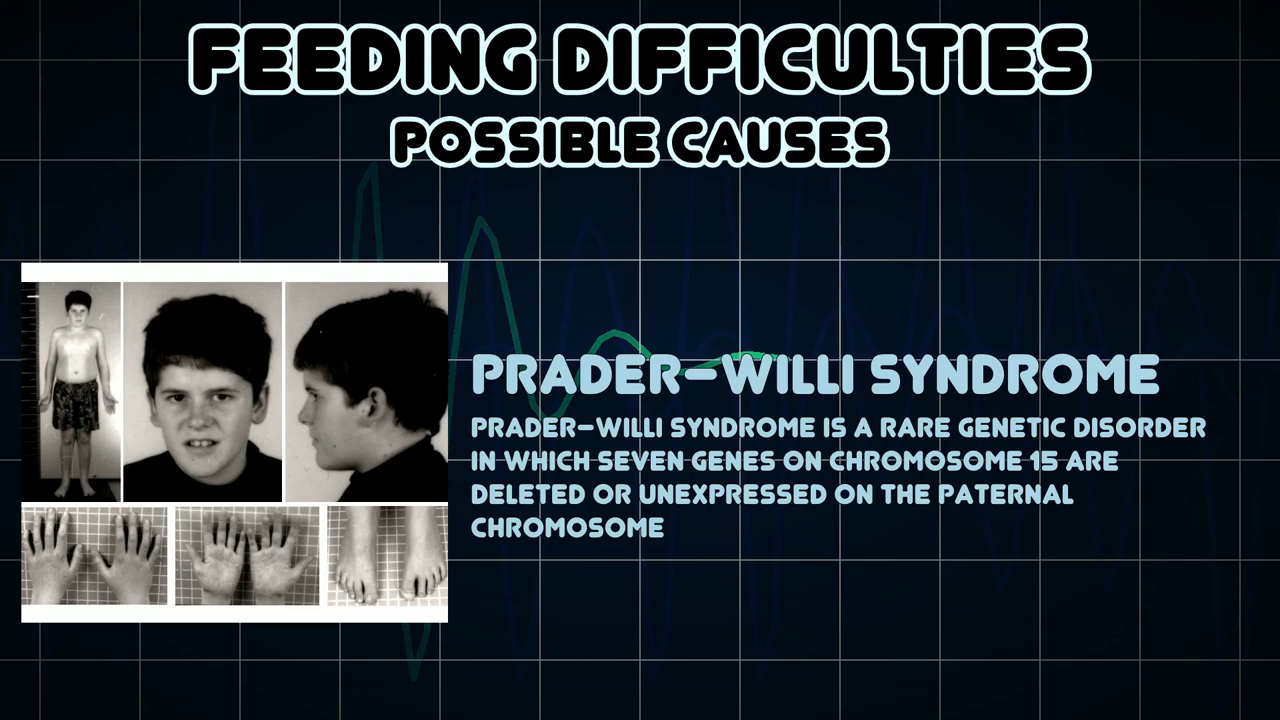 FEEDING DIFFICULTIES
POSSIBLE CAUSES
PRADER-WILLI SYNDROME
PRADER-WILLI SYNDROME IS A RARE GENETIC DISORDER
IN WHICH SEVEN GENES ON CHROMOSOME 15 ARE
DELETED OR UNEXPRESSED ON THE PATERNAL
CHROMOSOME